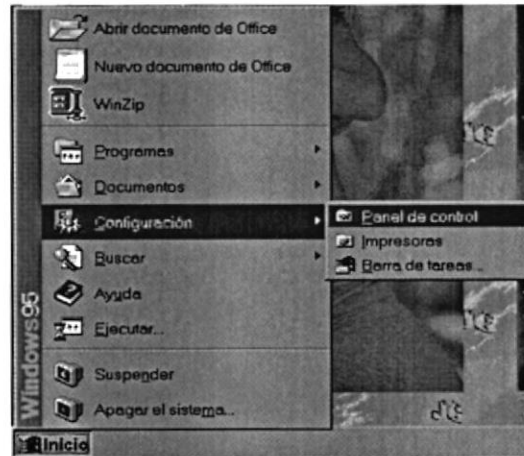 Abrir documento de Office
Nuevo documento de Office
WinZip
Programas
Documentos
Configuración
Panel de control
Impresoras
Barra de tareas...
Buscar
Ayuda
Ejecutar...
Suspender
Apagar el sistema...
Windows95
Inicio